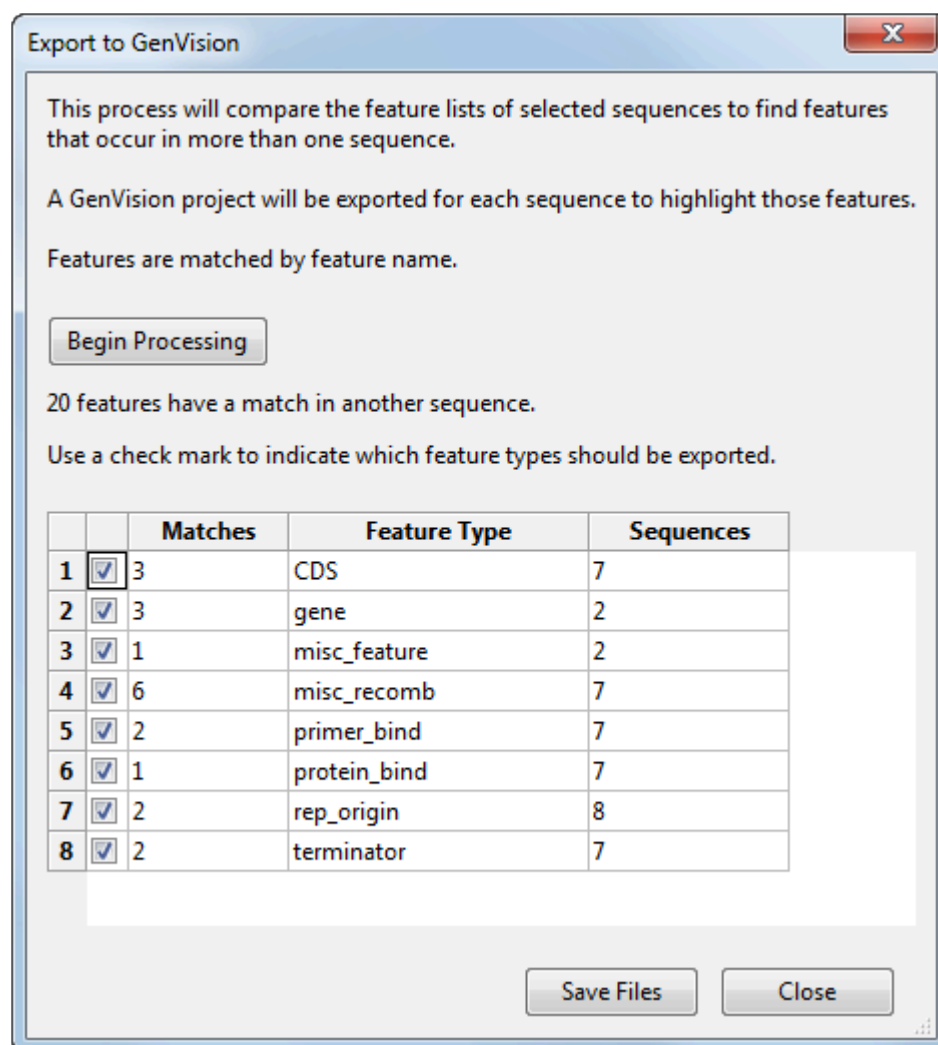 Export to GenVision
This process will compare the feature lists of selected sequences to find features
that occur in more than one sequence.
A GenVision project will be exported for each sequence to highlight those features.
Features are matched by feature name.
Begin Processing
20 features have a match in another sequence.
Use a check mark to indicate which feature types should be exported.
Matches Feature Type Sequences
1 3 CDS 7
2 3 gene 2
3 1 misc_feature 2
4 6 misc_recomb 7
5 2 primer_bind 7
6 1 protein_bind 7
7 2 rep_origin 8
8 2 terminator 7
Save Files Close